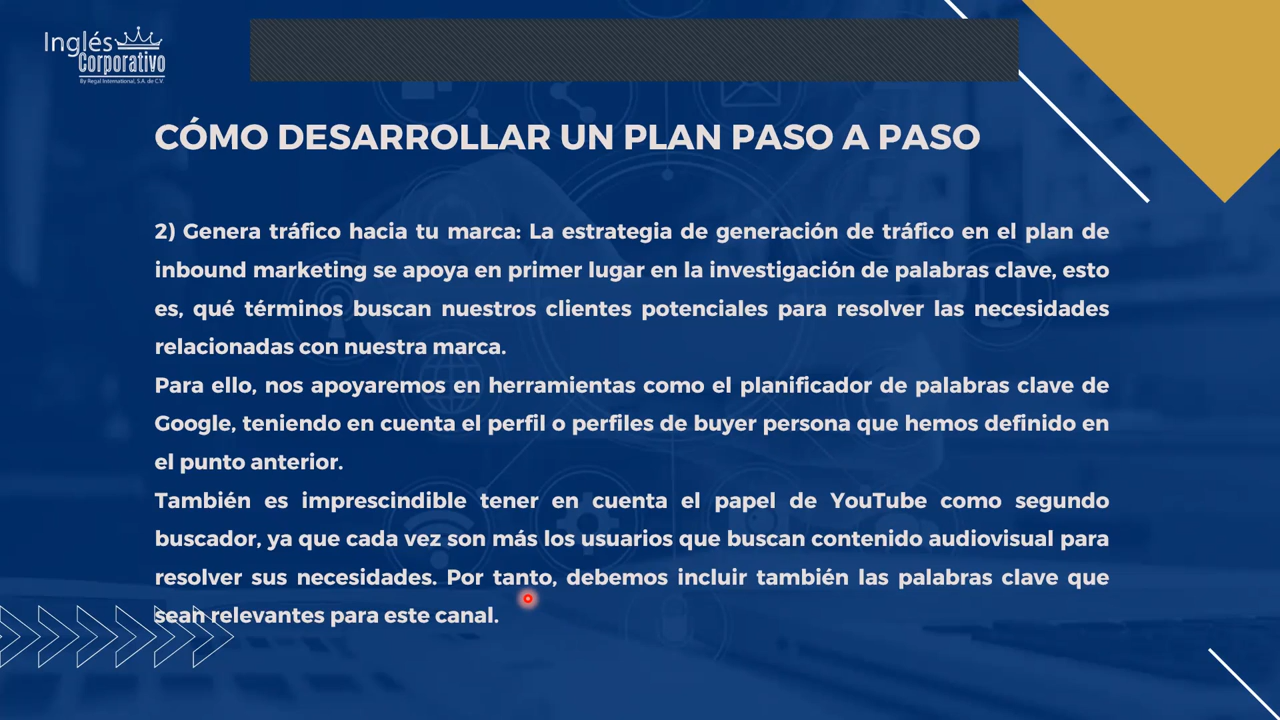 Inglés
Corporativo
By Regal International, S.A. de C.V.
CÓMO DESARROLLAR UN PLAN PASO A PASO
2) Genera tráfico hacia tu marca: La estrategia de generación de tráfico en el plan de
inbound marketing se apoya en primer lugar en la investigación de palabras clave, esto
es, qué términos buscan nuestros clientes potenciales para resolver las necesidades
relacionadas con nuestra marca.
Para ello, nos apoyaremos en herramientas como el planificador de palabras clave de
Google, teniendo en cuenta el perfil o perfiles de buyer persona que hemos definido en
el punto anterior.
También es imprescindible tener en cuenta el papel de YouTube como segundo
buscador, ya que cada vez son más los usuarios que buscan contenido audiovisual para
resolver sus necesidades. Por tanto, debemos incluir también las palabras clave que
sean relevantes para este canal.